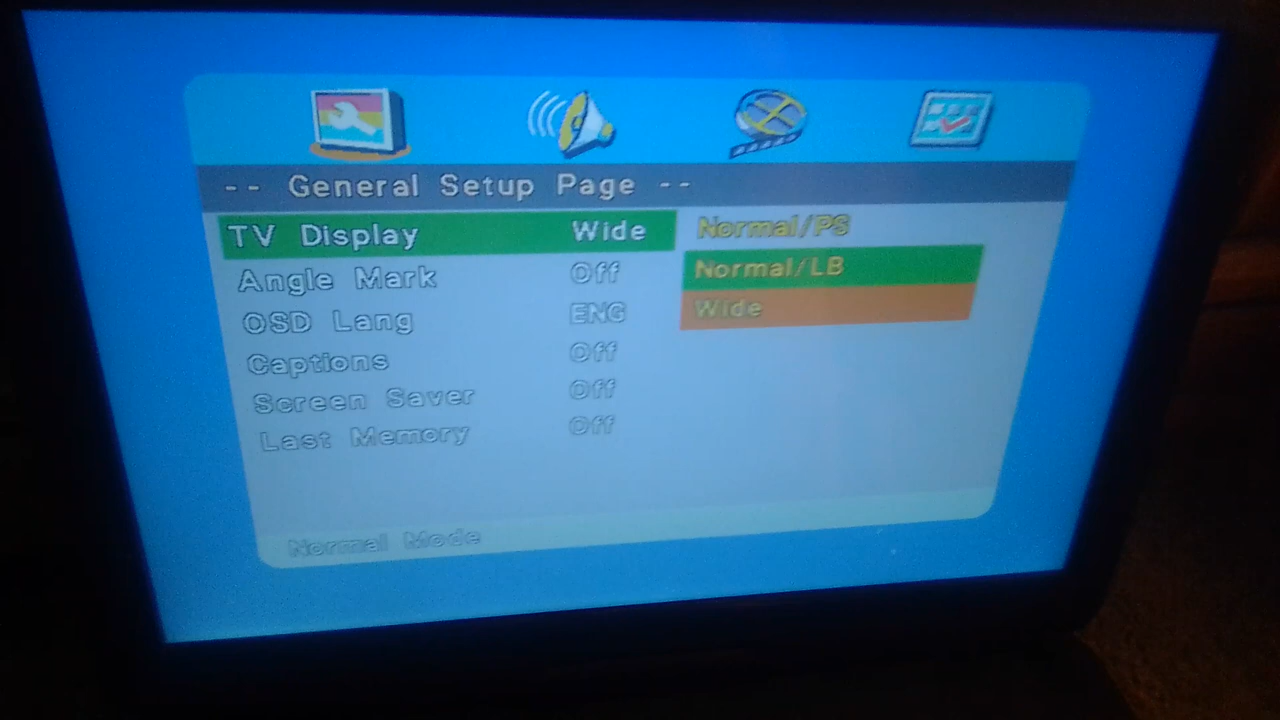 -- General Setup Page --
TV Display Wide Normal/PS
Angle Mark Off Normal/LB
OSD Lang ENG Wide
Captions Off
Screen Saver Off
Last Memory Off
Normal Mode